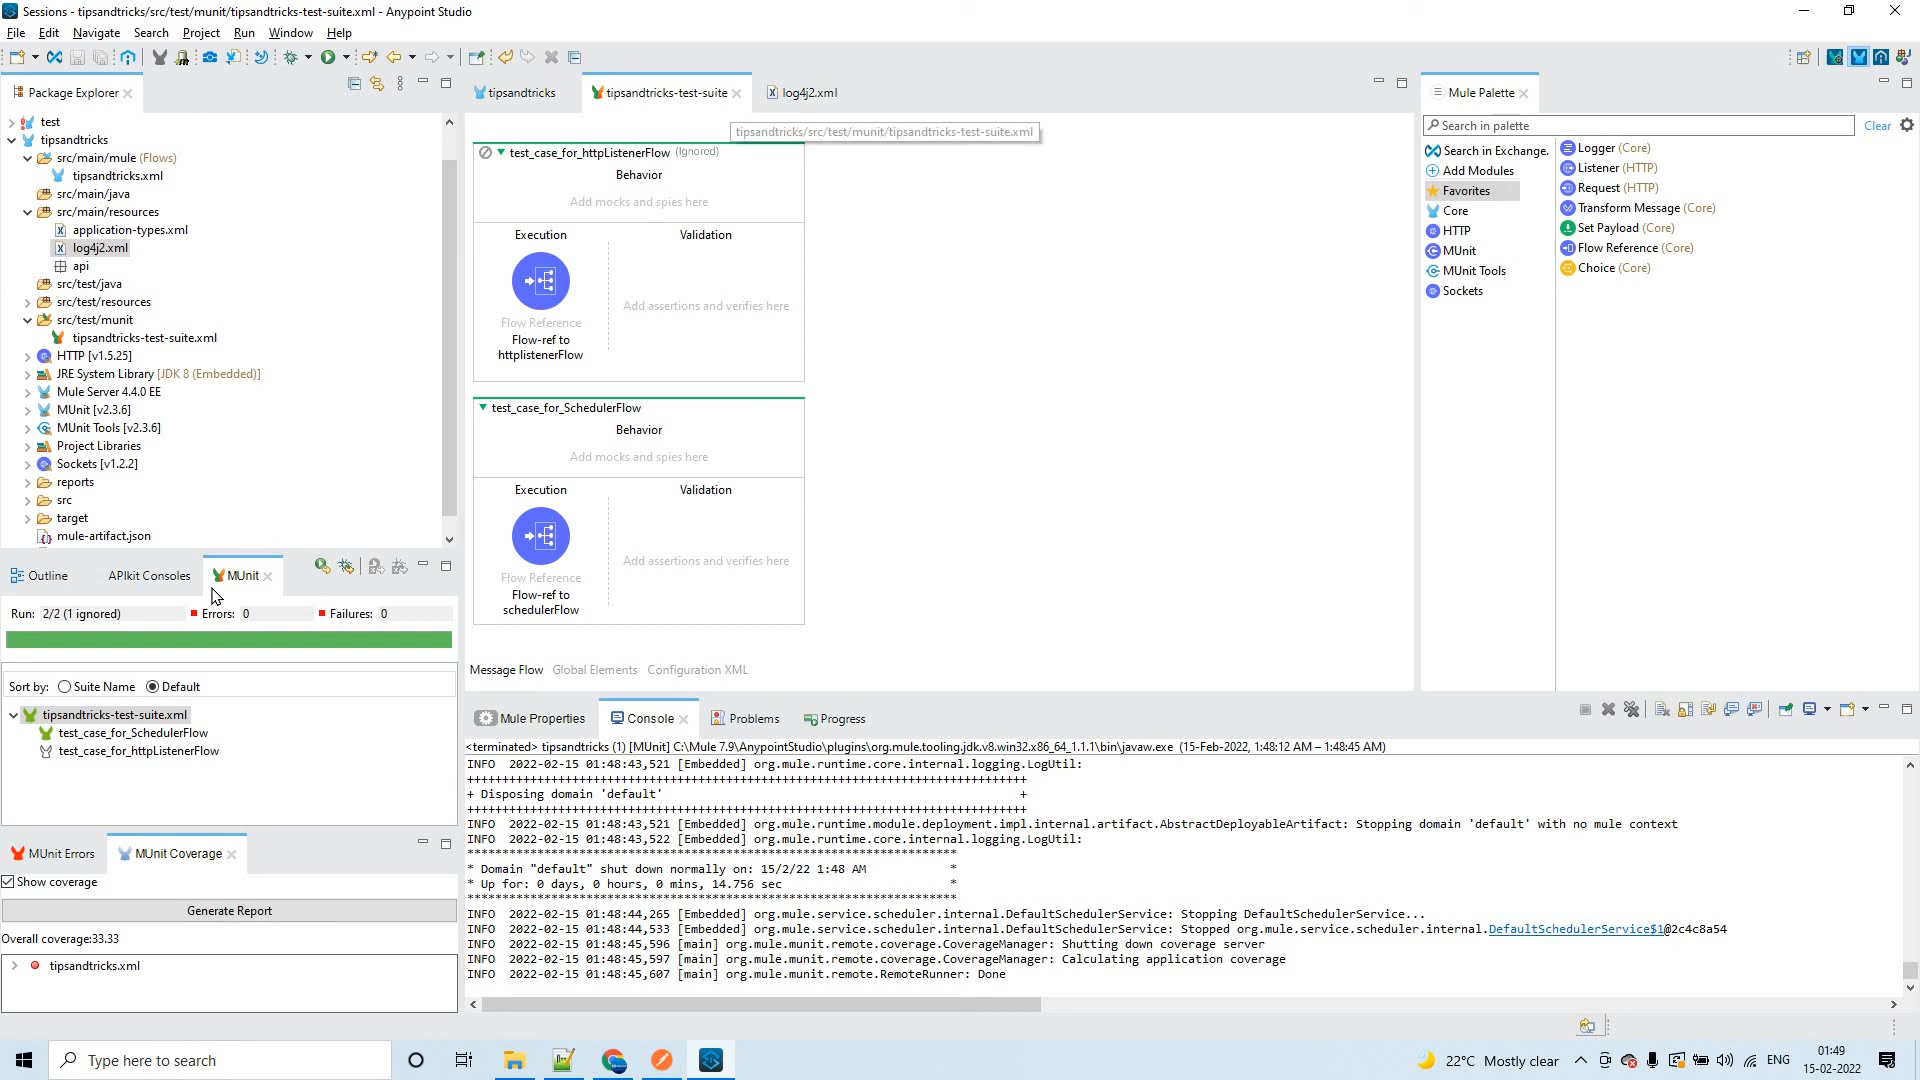 Sessions - tipsandtricks/src/test/munit/tipsandtricks-test-suite.xml - Anypoint Studio
File Edit Navigate Search Project Run Window Help
Package Explorer
test
tipsandtricks
src/main/mule (Flows)
tipsandtricks.xml
src/main/java
src/main/resources
application-types.xml
log4j2.xml
api
src/test/java
src/test/resources
src/test/munit
tipsandtricks-test-suite.xml
HTTP [v1.5.25]
JRE System Library [JDK 8 (Embedded)]
Mule Server 4.4.0 EE
MUnit [v2.3.6]
MUnit Tools [v2.3.6]
Project Libraries
Sockets [v1.2.2]
reports
src
target
mule-artifact.json
Outline APIkit Consoles MUnit
Run: 2/2 (1 ignored) Errors: 0 Failures: 0
Sort by: Suite Name Default
tipsandtricks-test-suite.xml
test_case_for_SchedulerFlow
test_case_for_httpListenerFlow
MUnit Errors MUnit Coverage
Show coverage
Generate Report
Overall coverage:33.33
tipsandtricks.xml
tipsandtricks tipsandtricks-test-suite log4j2.xml
tipsandtricks/src/test/munit/tipsandtricks-test-suite.xml
test_case_for_httpListenerFlow (Ignored)
Behavior
Add mocks and spies here
Execution Validation
Add assertions and verifies here
Flow Reference
Flow-ref to
httplistenerFlow
test_case_for_SchedulerFlow
Behavior
Add mocks and spies here
Execution Validation
Add assertions and verifies here
Flow Reference
Flow-ref to
schedulerFlow
Message Flow Global Elements Configuration XML
Mule Palette
Search in palette Clear
Search in Exchange.
Add Modules
Favorites
Core
HTTP
MUnit
MUnit Tools
Sockets
Logger (Core)
Listener (HTTP)
Request (HTTP)
Transform Message (Core)
Set Payload (Core)
Flow Reference (Core)
Choice (Core)
Mule Properties Console Problems Progress
<terminated> tipsandtricks (1) [MUnit] C:\Mule 7.9\AnypointStudio\plugins\org.mule.tooling.jdk.v8.win32.x86_64_1.1.1\bin\javaw.exe (15-Feb-2022, 1:48:12 AM – 1:48:45 AM)
INFO 2022-02-15 01:48:43,521 [Embedded] org.mule.runtime.core.internal.logging.LogUtil:
++++++++++++++++++++++++++++++++++++++++++++++++++++++++++++++++++++++
+ Disposing domain 'default' +
++++++++++++++++++++++++++++++++++++++++++++++++++++++++++++++++++++++
INFO 2022-02-15 01:48:43,521 [Embedded] org.mule.runtime.module.deployment.impl.internal.artifact.AbstractDeployableArtifact: Stopping domain 'default' with no mule context
INFO 2022-02-15 01:48:43,522 [Embedded] org.mule.runtime.core.internal.logging.LogUtil:
**********************************************************************
* Domain "default" shut down normally on: 15/2/22 1:48 AM *
* Up for: 0 days, 0 hours, 0 mins, 14.756 sec *
**********************************************************************
INFO 2022-02-15 01:48:44,265 [Embedded] org.mule.service.scheduler.internal.DefaultSchedulerService: Stopping DefaultSchedulerService...
INFO 2022-02-15 01:48:44,533 [Embedded] org.mule.service.scheduler.internal.DefaultSchedulerService: Stopped org.mule.service.scheduler.internal.DefaultSchedulerService$1@2c4c8a54
INFO 2022-02-15 01:48:45,596 [main] org.mule.munit.remote.coverage.CoverageManager: Shutting down coverage server
INFO 2022-02-15 01:48:45,597 [main] org.mule.munit.remote.coverage.CoverageManager: Calculating application coverage
INFO 2022-02-15 01:48:45,607 [main] org.mule.munit.remote.RemoteRunner: Done
Type here to search
22°C Mostly clear
ENG
01:49
15-02-2022